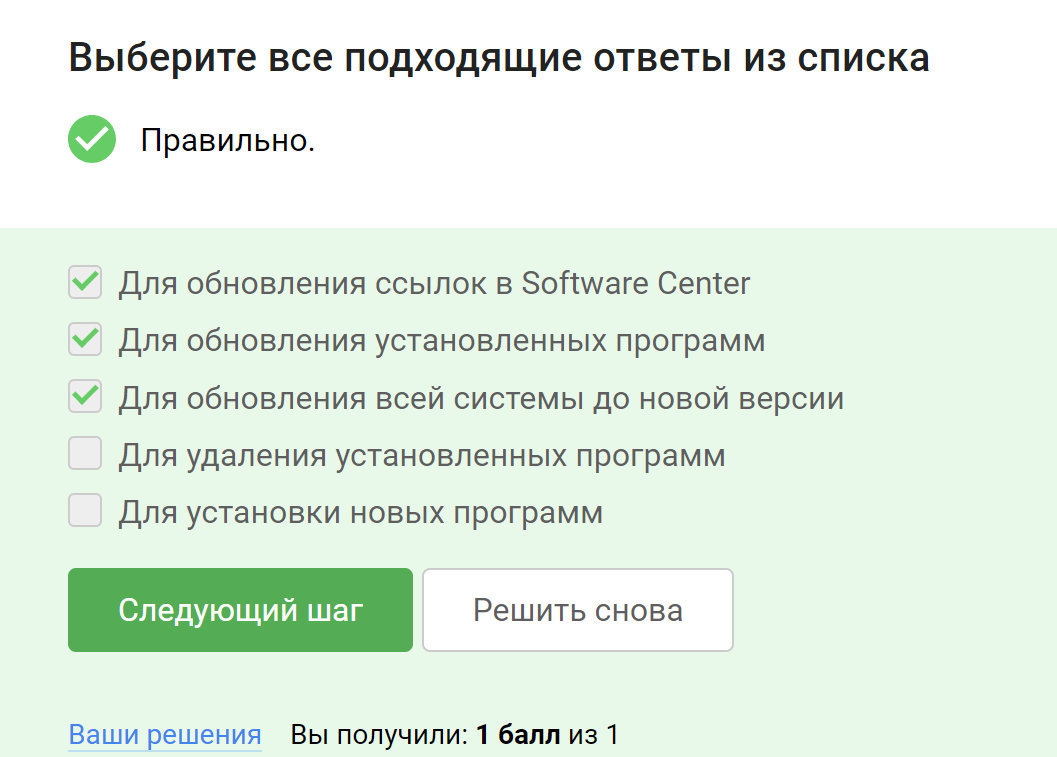 Выберите все подходящие ответы из списка
Правильно.
Для обновления ссылок в Software Center
Для обновления установленных программ
Для обновления всей системы до новой версии
Для удаления установленных программ
Для установки новых программ
Следующий шаг Решить снова
Ваши решения Вы получили: 1 балл из 1